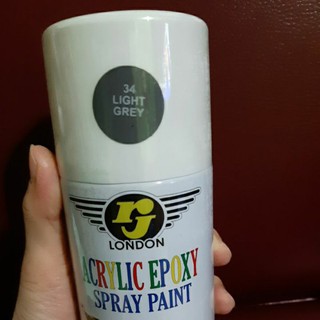 34
LIGHT
GREY
rj
LONDON
ACRYLIC EPOXY
SPRAY PAINT